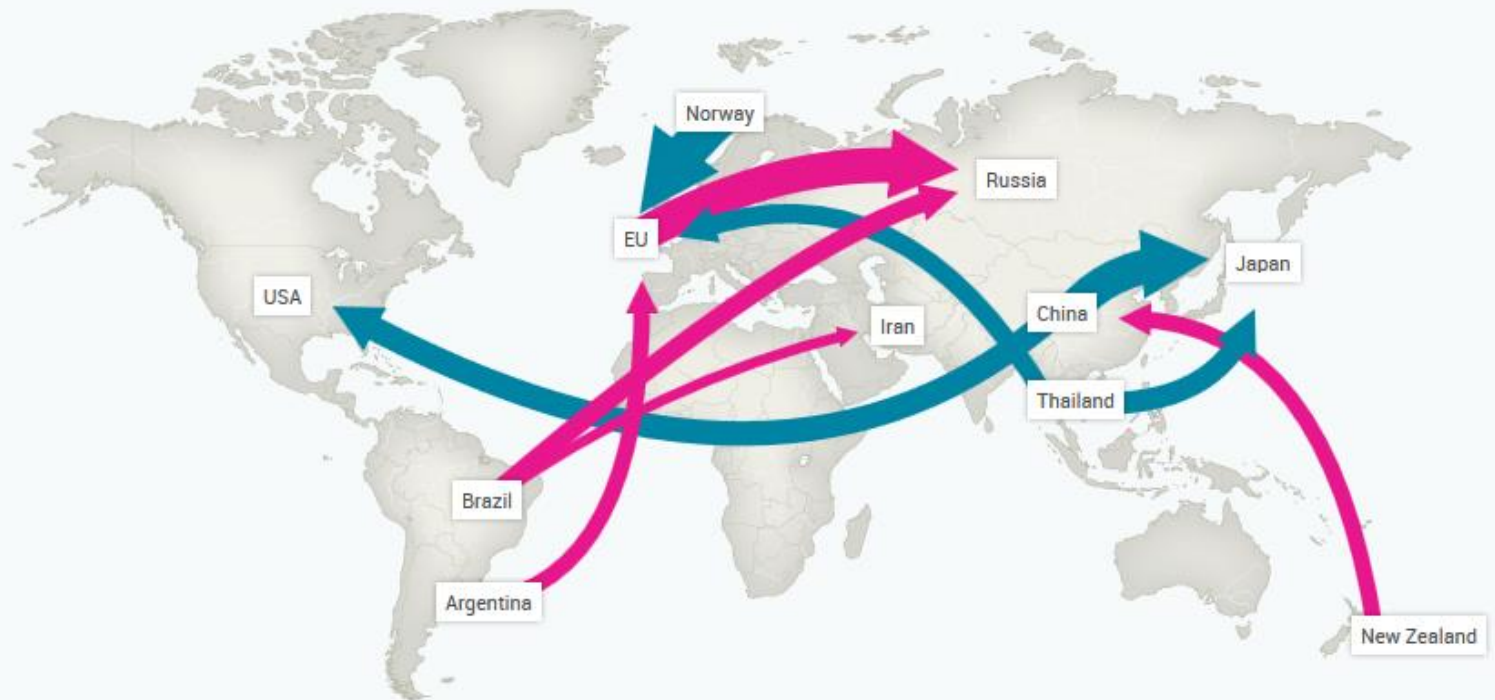 Norway
Russia
EU
Japan
USA
China
Iran
Thailand
Brazil
Argentina
New Zealand